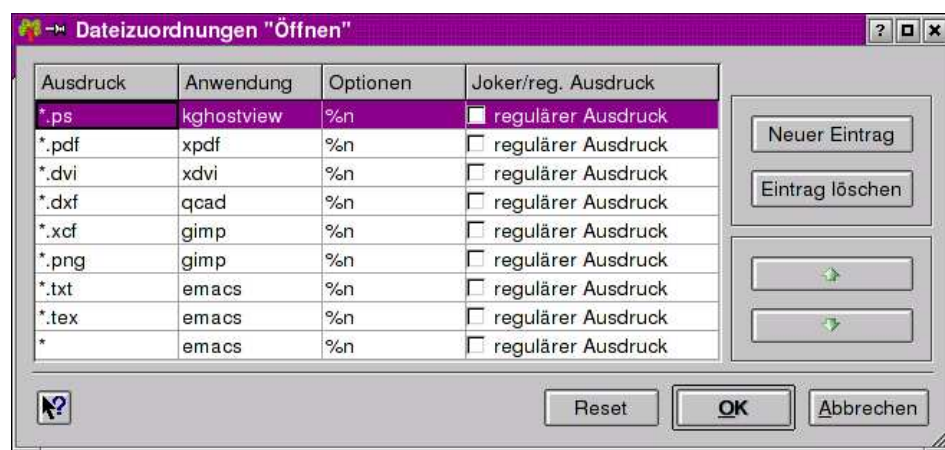 Dateizuordnungen "Öffnen"
Ausdruck Anwendung Optionen Joker/reg. Ausdruck
*.ps kghostview %n regulärer Ausdruck
*.pdf xpdf %n regulärer Ausdruck
*.dvi xdvi %n regulärer Ausdruck
*.dxf qcad %n regulärer Ausdruck
*.xcf gimp %n regulärer Ausdruck
*.png gimp %n regulärer Ausdruck
*.txt emacs %n regulärer Ausdruck
*.tex emacs %n regulärer Ausdruck
* emacs %n regulärer Ausdruck
Neuer Eintrag
Eintrag löschen
Reset OK Abbrechen